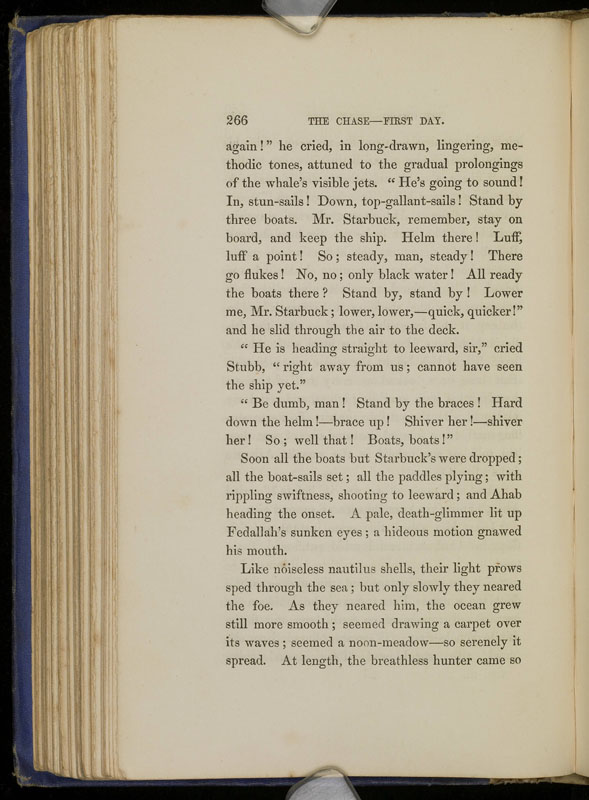 266 THE CHASE—FIRST DAY.
again!” he cried, in long-drawn, lingering, me-
thodic tones, attuned to the gradual prolongings
of the whale’s visible jets. “ He’s going to sound!
In, stun-sails! Down, top-gallant-sails! Stand by
three boats. Mr. Starbuck, remember, stay on
board, and keep the ship. Helm there! Luff,
luff a point! So; steady, man, steady! There
go flukes! No, no; only black water! All ready
the boats there? Stand by, stand by! Lower
me, Mr. Starbuck; lower, lower,—quick, quicker!”
and he slid through the air to the deck.
“ He is heading straight to leeward, sir,” cried
Stubb, “ right away from us; cannot have seen
the ship yet.”
“ Be dumb, man! Stand by the braces! Hard
down the helm!—brace up! Shiver her!—shiver
her! So; well that! Boats, boats!”
Soon all the boats but Starbuck’s were dropped;
all the boat-sails set; all the paddles plying; with
rippling swiftness, shooting to leeward; and Ahab
heading the onset. A pale, death-glimmer lit up
Fedallah’s sunken eyes; a hideous motion gnawed
his mouth.
Like noiseless nautilus shells, their light prows
sped through the sea; but only slowly they neared
the foe. As they neared him, the ocean grew
still more smooth; seemed drawing a carpet over
its waves; seemed a noon-meadow—so serenely it
spread. At length, the breathless hunter came so